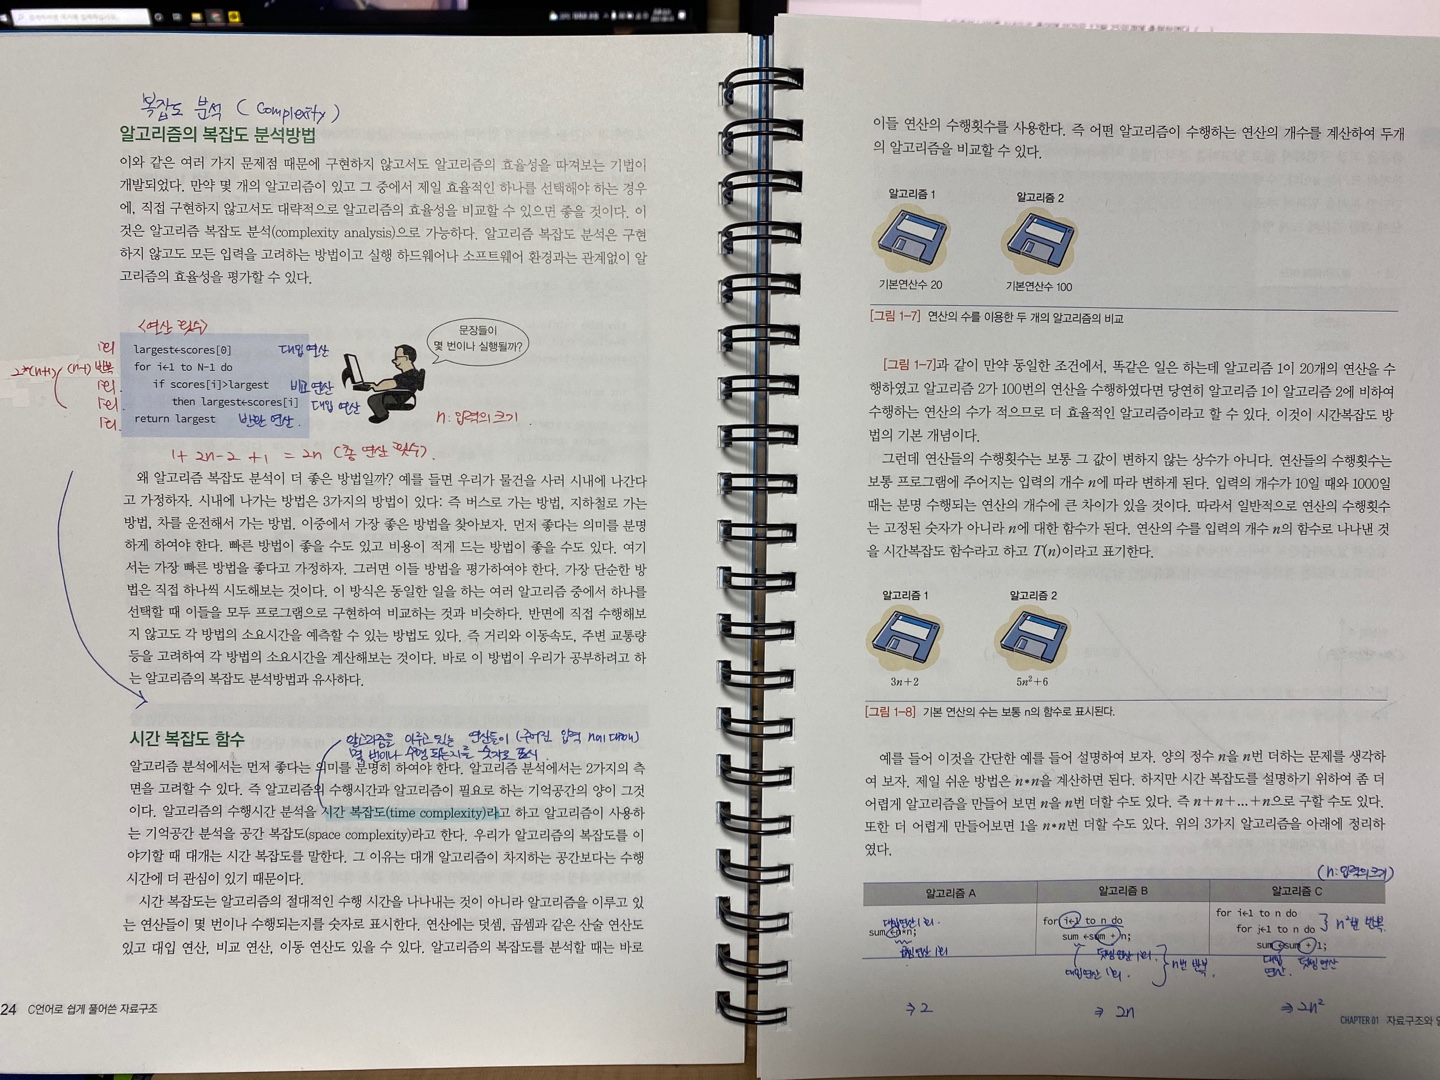 복잡도 분석 ( Complexity )
알고리즘의 복잡도 분석방법
이와 같은 여러 가지 문제점 때문에 구현하지 않고서도 알고리즘의 효율성을 따져보는 기법이
개발되었다. 만약 몇 개의 알고리즘이 있고 그 중에서 제일 효율적인 하나를 선택해야 하는 경우
에, 직접 구현하지 않고서도 대략적으로 알고리즘의 효율성을 비교할 수 있으면 좋을 것이다. 이
것은 알고리즘 복잡도 분석(complexity analysis)으로 가능하다. 알고리즘 복잡도 분석은 구현
하지 않고도 모든 입력을 고려하는 방법이고 실행 하드웨어나 소프트웨어 환경과는 관계없이 알
고리즘의 효율성을 평가할 수 있다.
<연산 횟수>
1회 largest←scores[0] 대입 연산
(n-1) 반복 for i←1 to N-1 do
2*(n-1)
1회. if scores[i]>largest 비교 연산
1회. then largest←scores[i] 대입 연산
1회. return largest 반환 연산.
문장들이
몇 번이나 실행될까?
n: 입력의 크기.
1+ 2n-2 +1 = 2n (총 연산 횟수).
왜 알고리즘 복잡도 분석이 더 좋은 방법일까? 예를 들면 우리가 물건을 사러 시내에 나간다
고 가정하자. 시내에 나가는 방법은 3가지의 방법이 있다: 즉 버스로 가는 방법, 지하철로 가는
방법, 차를 운전해서 가는 방법. 이중에서 가장 좋은 방법을 찾아보자. 먼저 좋다는 의미를 분명
하게 하여야 한다. 빠른 방법이 좋을 수도 있고 비용이 적게 드는 방법이 좋을 수도 있다. 여기
서는 가장 빠른 방법을 좋다고 가정하자. 그러면 이들 방법을 평가하여야 한다. 가장 단순한 방
법은 직접 하나씩 시도해보는 것이다. 이 방식은 동일한 일을 하는 여러 알고리즘 중에서 하나를
선택할 때 이들을 모두 프로그램으로 구현하여 비교하는 것과 비슷하다. 반면에 직접 수행해보
지 않고도 각 방법의 소요시간을 예측할 수 있는 방법도 있다. 즉 거리와 이동속도, 주변 교통량
등을 고려하여 각 방법의 소요시간을 계산해보는 것이다. 바로 이 방법이 우리가 공부하려고 하
는 알고리즘의 복잡도 분석방법과 유사하다.
시간 복잡도 함수
알고리즘을 이루고 있는 연산들이 (주어진 입력 n에 대해)
몇 번이나 수행 되는지를 숫자로 표시.
알고리즘 분석에서는 먼저 좋다는 의미를 분명히 하여야 한다. 알고리즘 분석에서는 2가지의 측
면을 고려할 수 있다. 즉 알고리즘의 수행시간과 알고리즘이 필요로 하는 기억공간의 양이 그것
이다. 알고리즘의 수행시간 분석을 시간 복잡도(time complexity)라고 하고 알고리즘이 사용하
는 기억공간 분석을 공간 복잡도(space complexity)라고 한다. 우리가 알고리즘의 복잡도를 이
야기할 때 대개는 시간 복잡도를 말한다. 그 이유는 대개 알고리즘이 차지하는 공간보다는 수행
시간에 더 관심이 있기 때문이다.
시간 복잡도는 알고리즘의 절대적인 수행 시간을 나나내는 것이 아니라 알고리즘을 이루고 있
는 연산들이 몇 번이나 수행되는지를 숫자로 표시한다. 연산에는 덧셈, 곱셈과 같은 산술 연산도
있고 대입 연산, 비교 연산, 이동 연산도 있을 수 있다. 알고리즘의 복잡도를 분석할 때는 바로
24 C언어로 쉽게 풀어쓴 자료구조
이들 연산의 수행횟수를 사용한다. 즉 어떤 알고리즘이 수행하는 연산의 개수를 계산하여 두개
의 알고리즘을 비교할 수 있다.
알고리즘 1 알고리즘 2
기본연산수 20 기본연산수 100
[그림 1-7] 연산의 수를 이용한 두 개의 알고리즘의 비교
[그림 1-7]과 같이 만약 동일한 조건에서, 똑같은 일은 하는데 알고리즘 1이 20개의 연산을 수
행하였고 알고리즘 2가 100번의 연산을 수행하였다면 당연히 알고리즘 1이 알고리즘 2에 비하여
수행하는 연산의 수가 적으므로 더 효율적인 알고리즘이라고 할 수 있다. 이것이 시간복잡도 방
법의 기본 개념이다.
그런데 연산들의 수행횟수는 보통 그 값이 변하지 않는 상수가 아니다. 연산들의 수행횟수는
보통 프로그램에 주어지는 입력의 개수 n에 따라 변하게 된다. 입력의 개수가 10일 때와 1000일
때는 분명 수행되는 연산의 개수에 큰 차이가 있을 것이다. 따라서 일반적으로 연산의 수행횟수
는 고정된 숫자가 아니라 n에 대한 함수가 된다. 연산의 수를 입력의 개수 n의 함수로 나나낸 것
을 시간복잡도 함수라고 하고 T(n)이라고 표기한다.
알고리즘 1 알고리즘 2
3n+2 5n²+6
[그림 1-8] 기본 연산의 수는 보통 n의 함수로 표시된다.
예를 들어 이것을 간단한 예를 들어 설명하여 보자. 양의 정수 n을 n번 더하는 문제를 생각하
여 보자. 제일 쉬운 방법은 n*n을 계산하면 된다. 하지만 시간 복잡도를 설명하기 위하여 좀 더
어렵게 알고리즘을 만들어 보면 n을 n번 더할 수도 있다. 즉 n+n+...+n으로 구할 수도 있다.
또한 더 어렵게 만들어보면 1을 n*n번 더할 수도 있다. 위의 3가지 알고리즘을 아래에 정리하
였다.
(n: 입력의 크기)
알고리즘 A 알고리즘 B 알고리즘 C
대입연산 1회.
sum ←n*n;
곱셈연산 1회
for i←1 to n do
sum ←sum + n;
덧셈연산 1회.
대입연산 1회.
n번 반복.
for i←1 to n do
for j←1 to n do
n²번 반복.
sum←sum + 1;
대입 덧셈연산
연산.
⇒ 2 ⇒ 2n ⇒ 2n²
CHAPTER 01 자료구조와